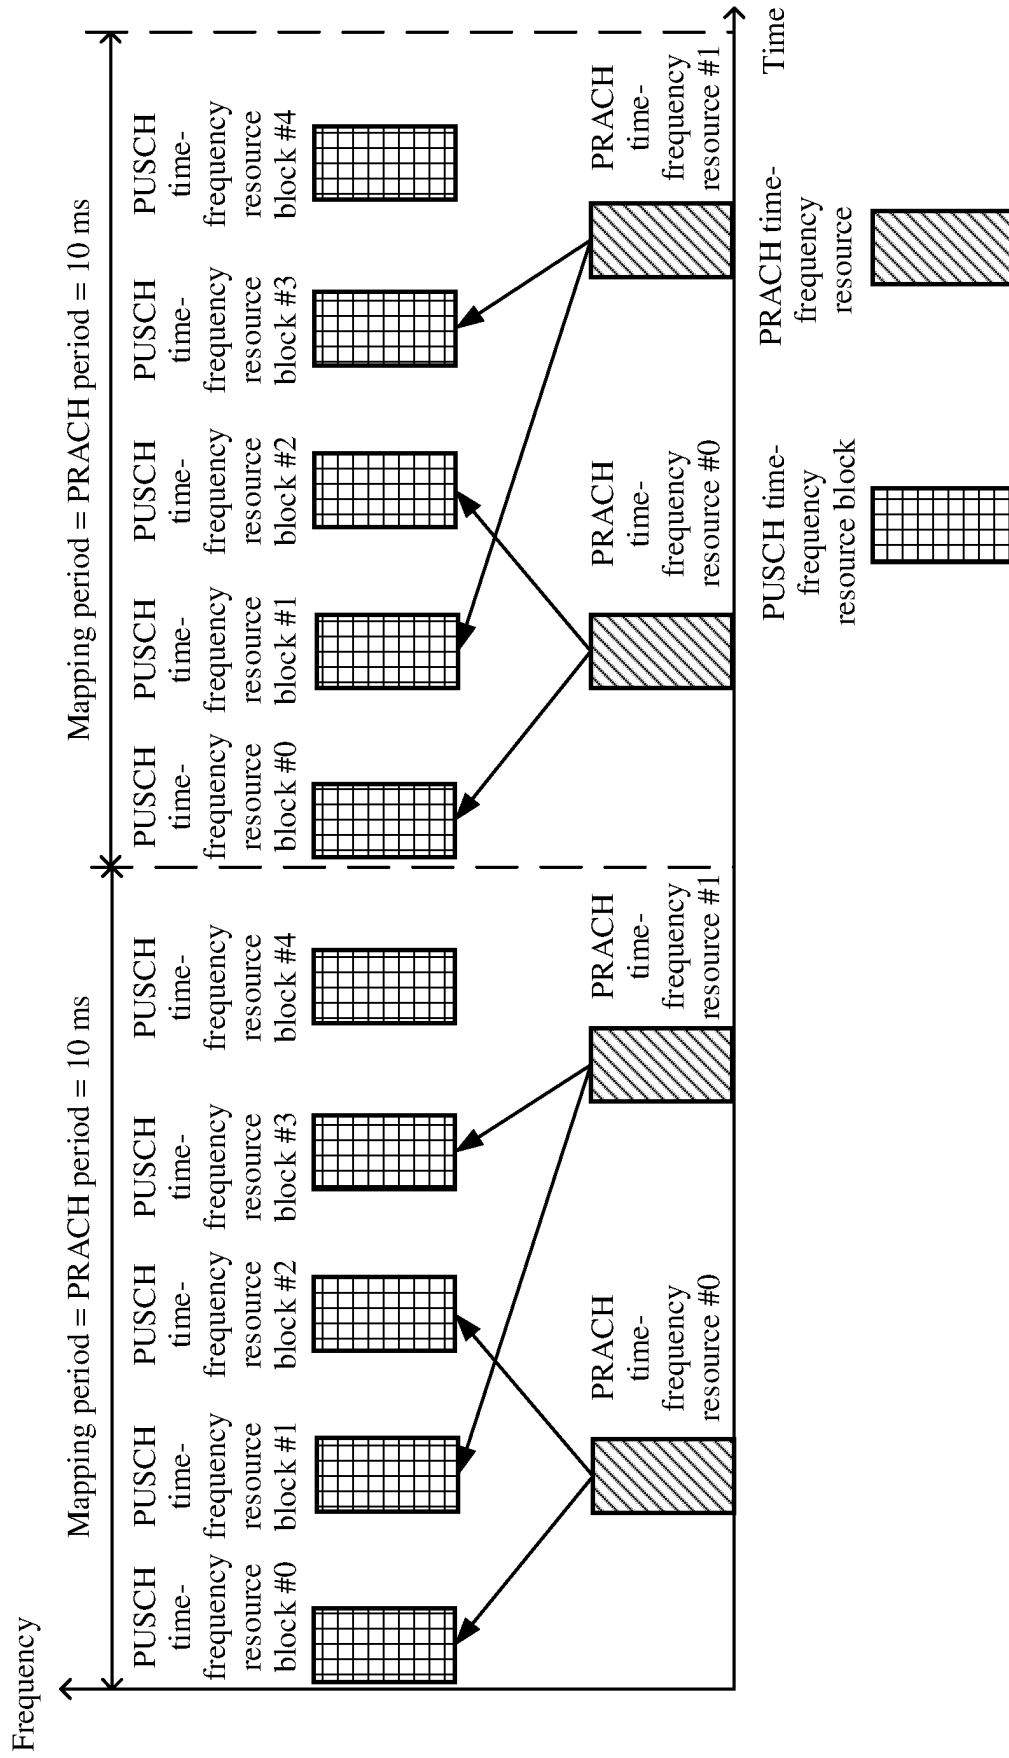 Frequency
Mapping period = PRACH period = 10 ms
Mapping period = PRACH period = 10 ms
PUSCH
time-
frequency
resource
block #0
PUSCH
time-
frequency
resource
block #1
PUSCH
time-
frequency
resource
block #2
PUSCH
time-
frequency
resource
block #3
PUSCH
time-
frequency
resource
block #4
PUSCH
time-
frequency
resource
block #0
PUSCH
time-
frequency
resource
block #1
PUSCH
time-
frequency
resource
block #2
PUSCH
time-
frequency
resource
block #3
PUSCH
time-
frequency
resource
block #4
PRACH
time-
frequency
resource #0
PRACH
time-
frequency
resource #1
PRACH
time-
frequency
resource #0
PRACH
time-
frequency
resource #1
Time
PUSCH time-
frequency
resource block
PRACH time-
frequency
resource